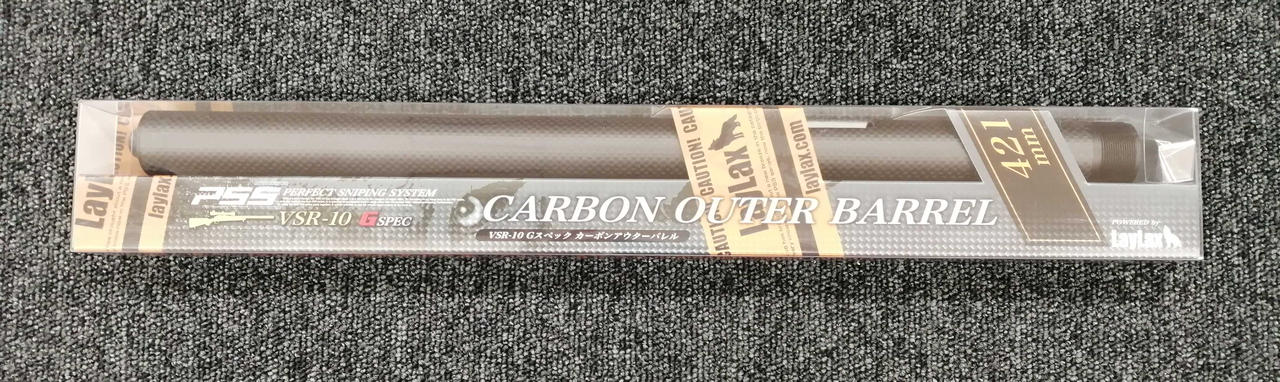 CAUTION!
LayLax
laylax
CAUTION! CAU
LayLax
laylax.com
421
mm
PSS PERFECT SNIPING SYSTEM
VSR-10 G SPEC
CARBON OUTER BARREL
VSR-10 Gスペック カーボンアウターバレル
POWERED by
LayLax